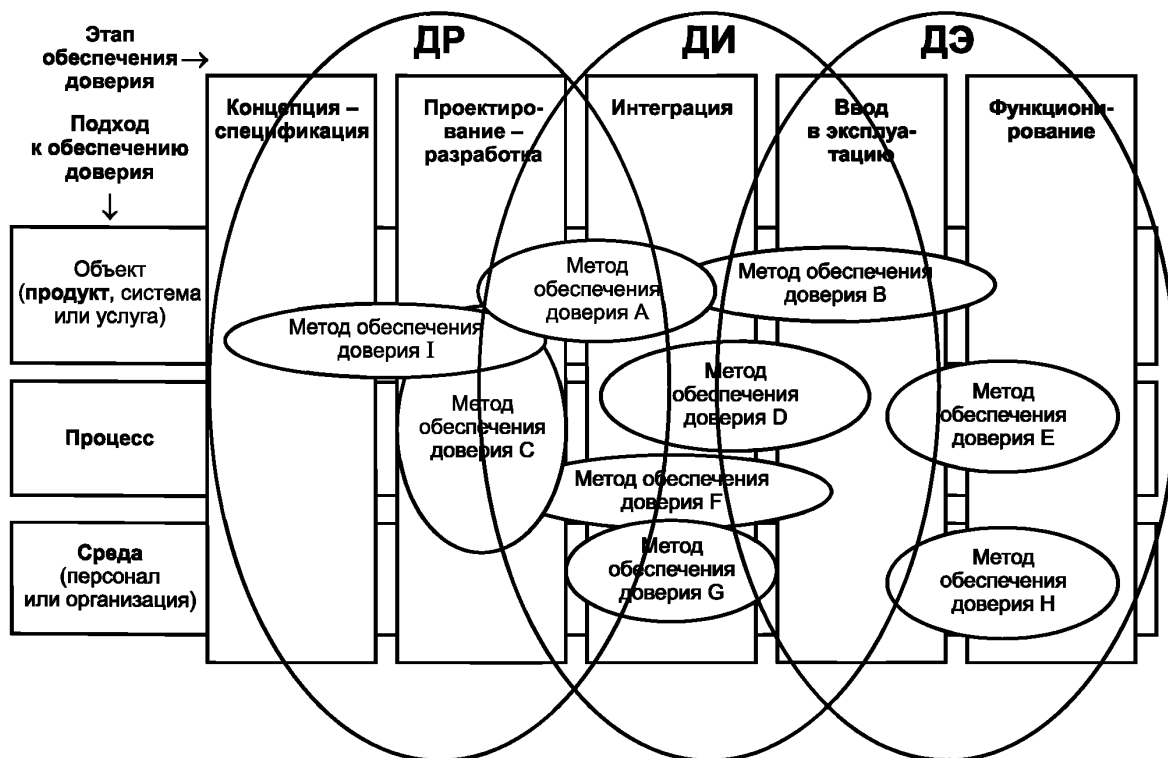 Этап
обеспечения →
доверия
Подход
к обеспечению
доверия
↓
ДР
ДИ
ДЭ
Концепция –
спецификация
Проектиро-
вание –
разработка
Интеграция
Ввод
в эксплуа-
тацию
Функциони-
рование
Объект
(продукт, система
или услуга)
Метод
обеспечения
доверия A
Метод обеспечения
доверия B
Метод обеспечения
доверия I
Процесс
Метод
обеспечения
доверия C
Метод
обеспечения
доверия D
Метод
обеспечения
доверия E
Метод обеспечения
доверия F
Среда
(персонал
или организация)
Метод
обеспечения
доверия G
Метод
обеспечения
доверия H